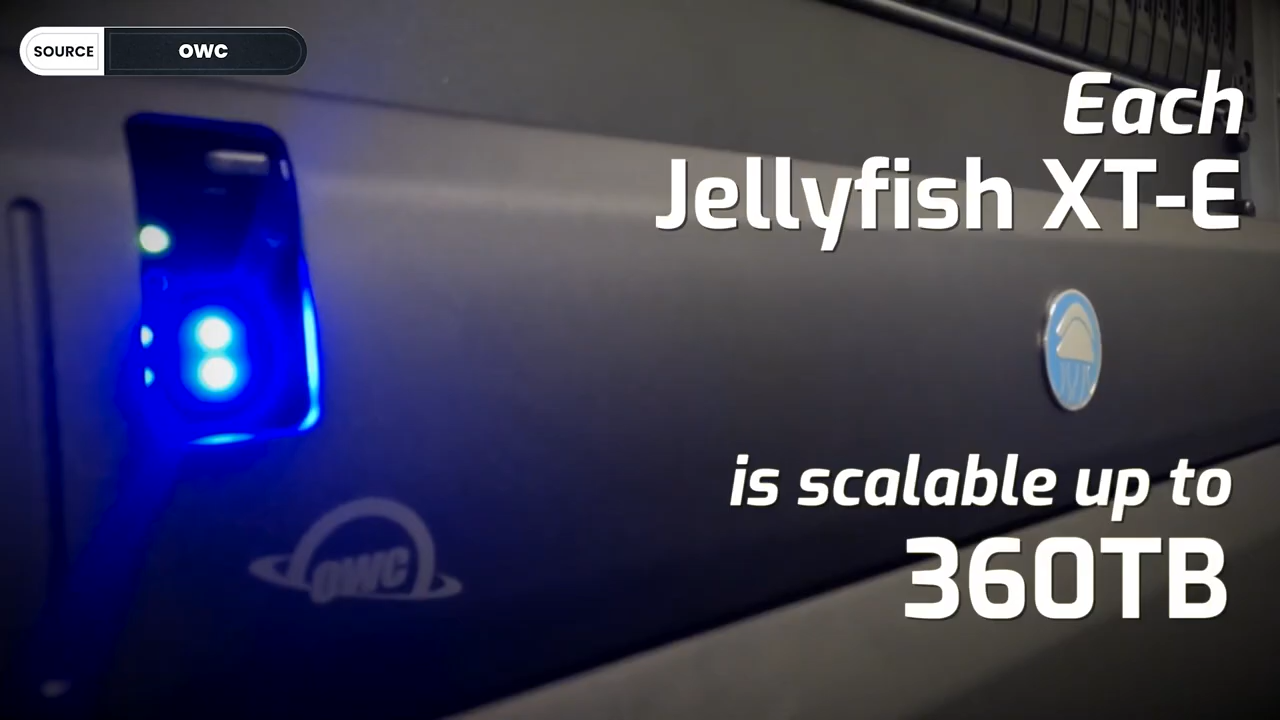 SOURCE OWC
Each
Jellyfish XT-E
is scalable up to
360TB
OWC